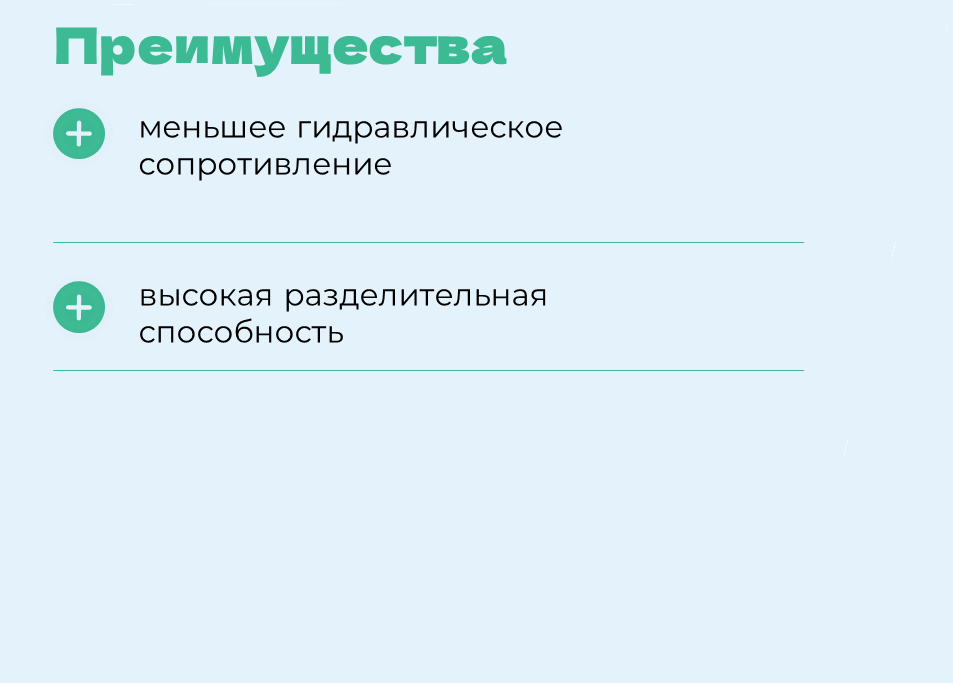 Преимущества
меньшее гидравлическое
сопротивление
высокая разделительная
способность